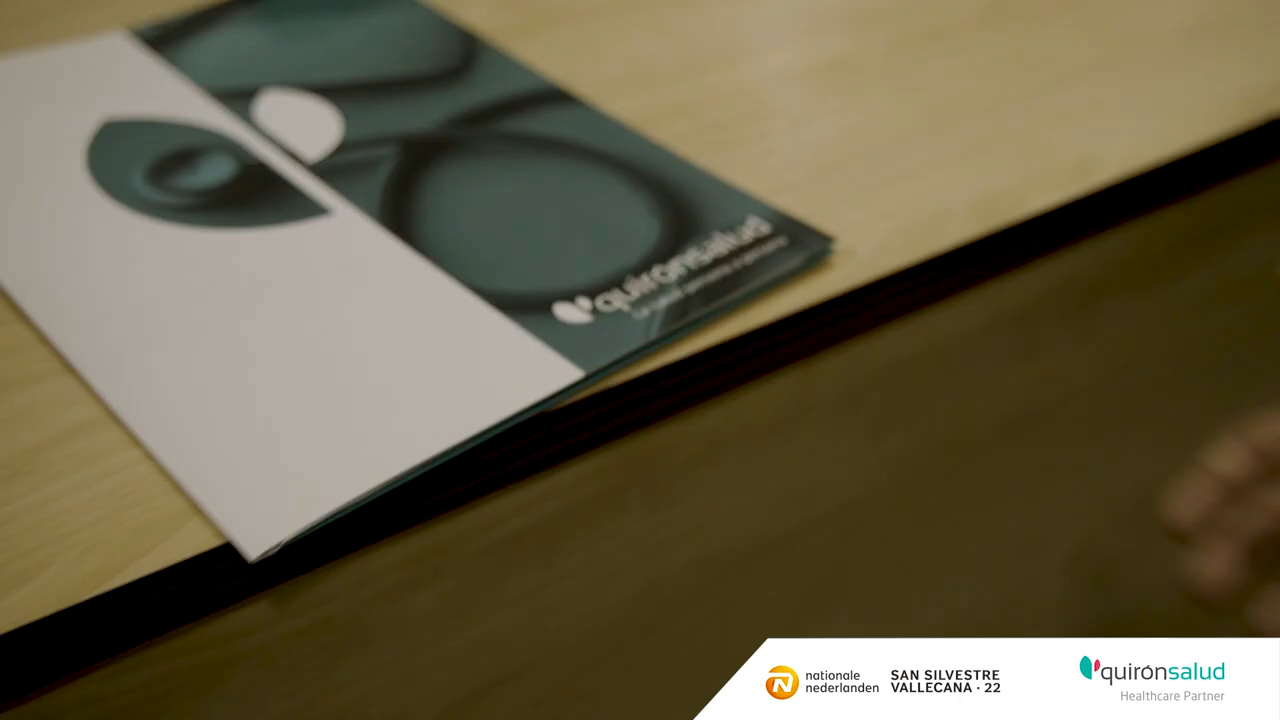 quirónsalud
nationale
nederlanden
SAN SILVESTRE
VALLECANA · 22
quirónsalud
Healthcare Partner